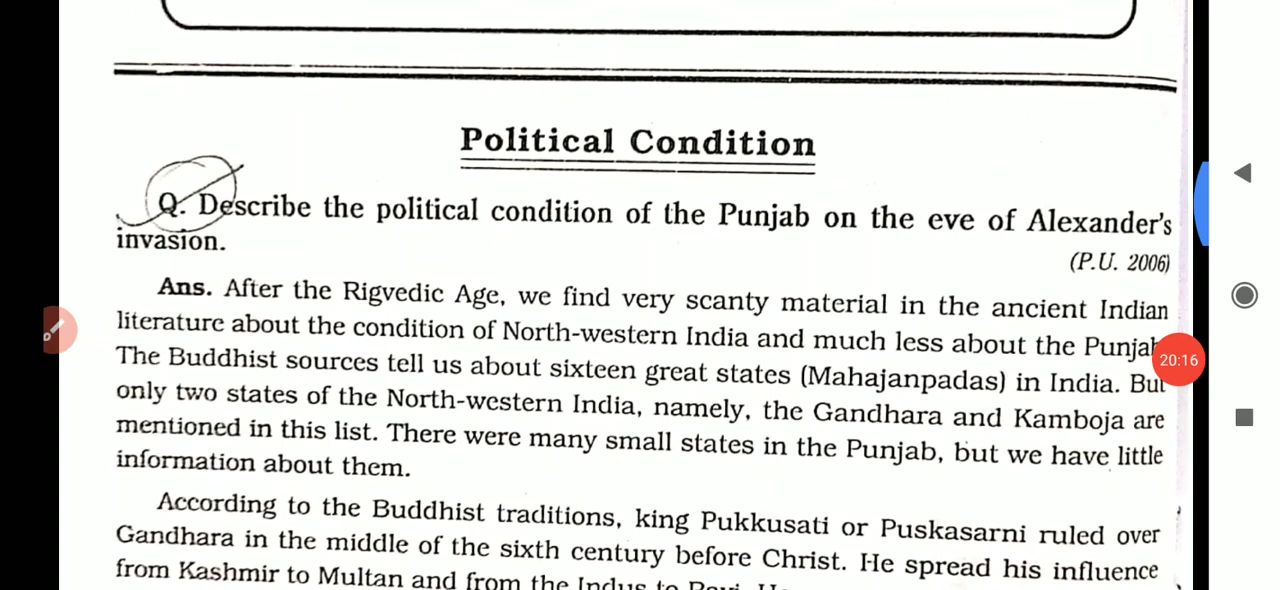 Political Condition
Q. Describe the political condition of the Punjab on the eve of Alexander's
invasion.
(P.U. 2006)
Ans. After the Rigvedic Age, we find very scanty material in the ancient Indian
literature about the condition of North-western India and much less about the
The Buddhist sources tell us about sixteen great states (Mahajanpadas) in India. But
only two states of the North-western India, namely, the Gandhara and Kamboja are
mentioned in this list. There were many small states in the Punjab, but we have little
information about them.
According to the Buddhist traditions, king Pukkusati or Puskasarni ruled over
Gandhara in the middle of the sixth century before Christ. He spread his influence
from Kashmir to Multan and from the Indus to
20:16